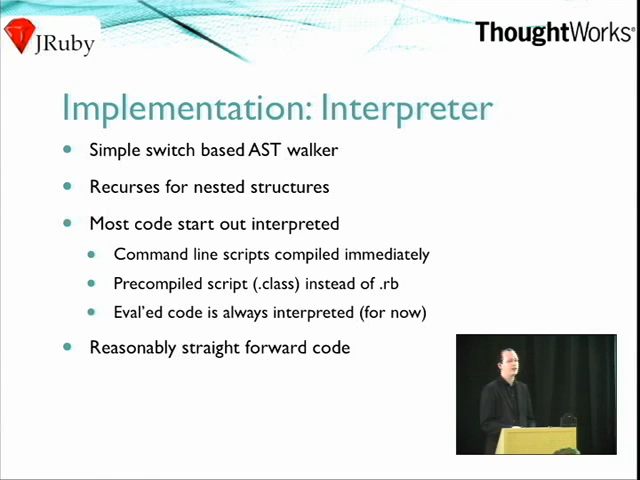 JRuby
ThoughtWorks®
Implementation: Interpreter
Simple switch based AST walker
Recurses for nested structures
Most code start out interpreted
Command line scripts compiled immediately
Precompiled script (.class) instead of .rb
Eval'ed code is always interpreted (for now)
Reasonably straight forward code